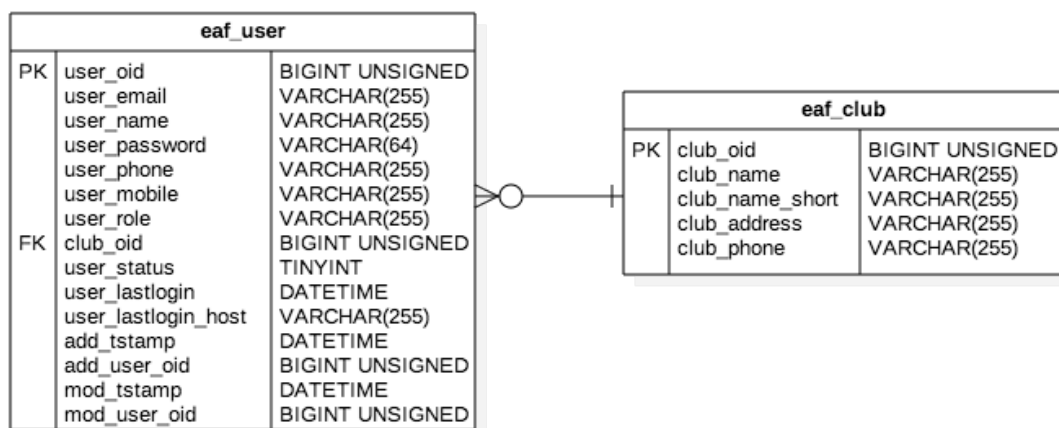 eaf_user
PK user_oid BIGINT UNSIGNED
user_email VARCHAR(255)
user_name VARCHAR(255)
user_password VARCHAR(64)
user_phone VARCHAR(255)
user_mobile VARCHAR(255)
user_role VARCHAR(255)
FK club_oid BIGINT UNSIGNED
user_status TINYINT
user_lastlogin DATETIME
user_lastlogin_host VARCHAR(255)
add_tstamp DATETIME
add_user_oid BIGINT UNSIGNED
mod_tstamp DATETIME
mod_user_oid BIGINT UNSIGNED
eaf_club
PK club_oid BIGINT UNSIGNED
club_name VARCHAR(255)
club_name_short VARCHAR(255)
club_address VARCHAR(255)
club_phone VARCHAR(255)